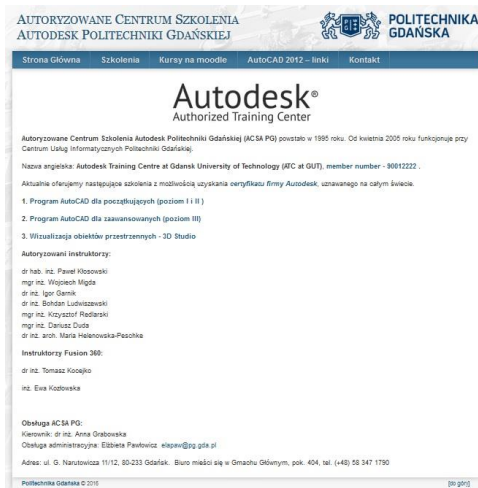 AUTORYZOWANE CENTRUM SZKOLENIA
AUTODESK POLITECHNIKI GDAŃSKIEJ
POLITECHNIKA
GDAŃSKA
Strona Główna Szkolenia Kursy na moodle AutoCAD 2012 – linki Kontakt
Autodesk®
Authorized Training Center
Autoryzowane Centrum Szkolenia Autodesk Politechniki Gdańskiej (ACSA PG) powstało w 1995 roku. Od kwietnia 2005 roku funkcjonuje przy
Centrum Usług Informatycznych Politechniki Gdańskiej.
Nazwa angielska: Autodesk Training Centre at Gdansk University of Technology (ATC at GUT), member number - 90012222 .
Aktualnie oferujemy następujące szkolenia z możliwością uzyskania certyfikatu firmy Autodesk, uznawanego na całym świecie.
1. Program AutoCAD dla początkujących (poziom I i II )
2. Program AutoCAD dla zaawansowanych (poziom III)
3. Wizualizacja obiektów przestrzennych - 3D Studio
Autoryzowani instruktorzy:
dr hab. inż. Paweł Kłosowski
mgr inż. Wojciech Migda
dr inż. Igor Garnik
dr inż. Bohdan Ludwiszewski
mgr inż. Krzysztof Redlarski
mgr inż. Dariusz Duda
dr inż. arch. Maria Helenowska-Peschke
Instruktorzy Fusion 360:
dr inż. Tomasz Kocejko
inż. Ewa Kozłowska
Obsługa ACSA PG:
Kierownik: dr inż. Anna Grabowska
Obsługa administracyjna: Elżbieta Pawłowicz elapaw@pg.gda.pl
Adres: ul. G. Narutowicza 11/12, 80-233 Gdańsk. Biuro mieści się w Gmachu Głównym, pok. 404, tel. (+48) 58 347 1790
Politechnika Gdańska © 2016 [do góry]